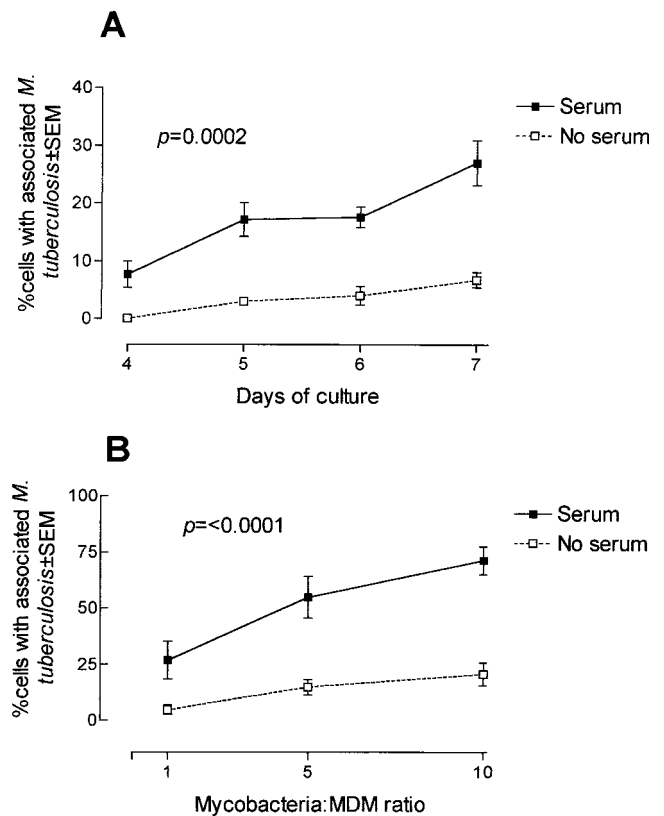 A
%cells with associated M.
tuberculosis±SEM
40
30
20
10
0
p=0.0002
Serum
No serum
4 5 6 7
Days of culture
B
%cells with associated M.
tuberculosis±SEM
100
75
50
25
0
p=<0.0001
Serum
No serum
1 5 10
Mycobacteria:MDM ratio